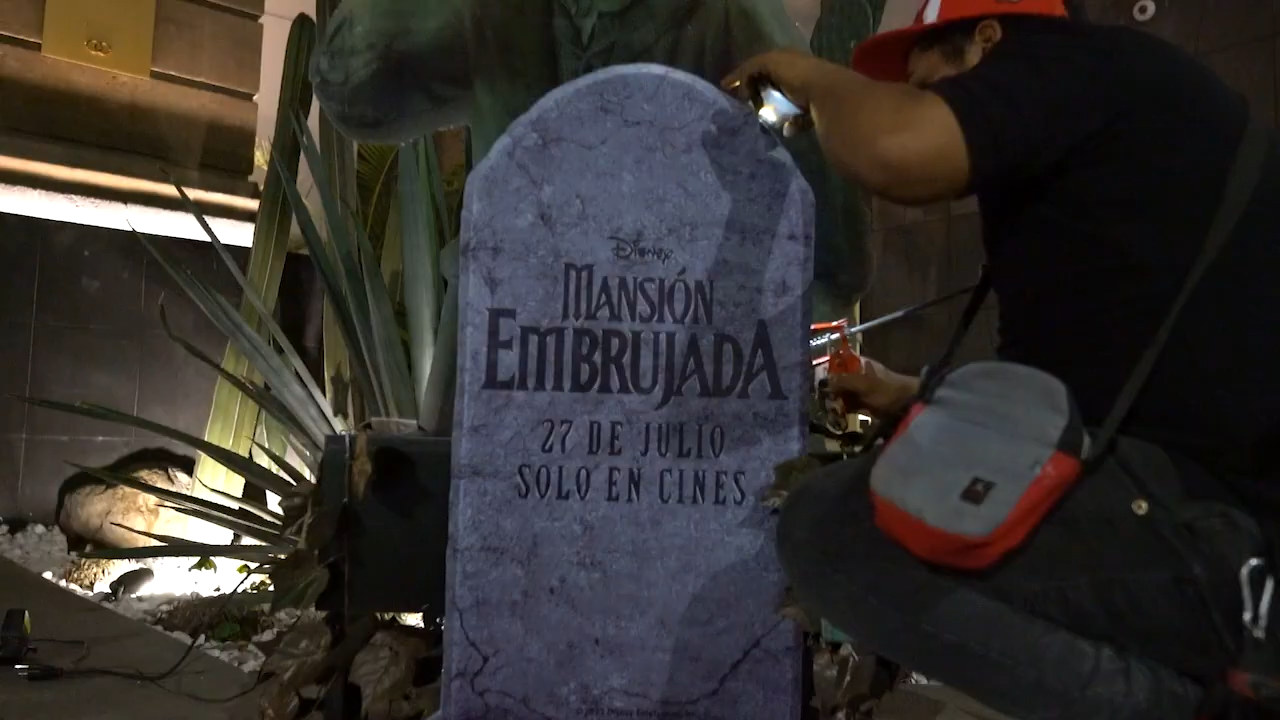 Disney
MANSIÓN
EMBRUJADA
27 DE JULIO
SOLO EN CINES